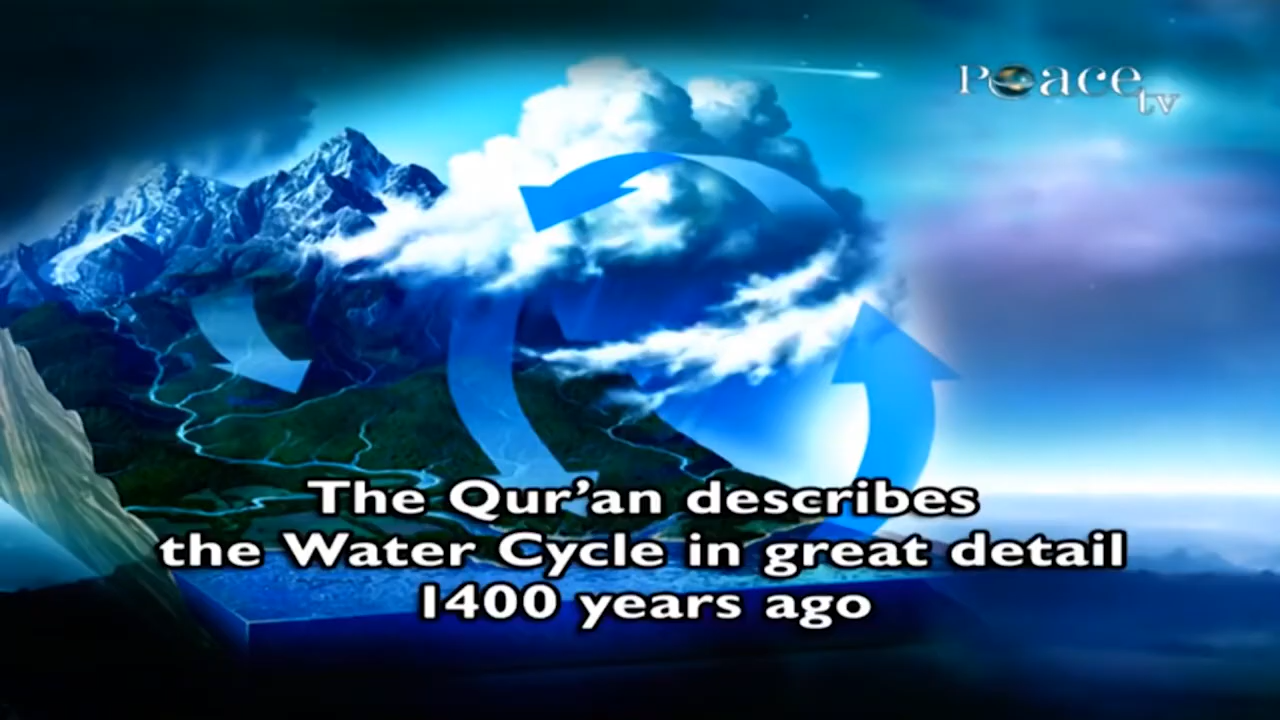 Peace tv
The Qur’an describes
the Water Cycle in great detail
1400 years ago